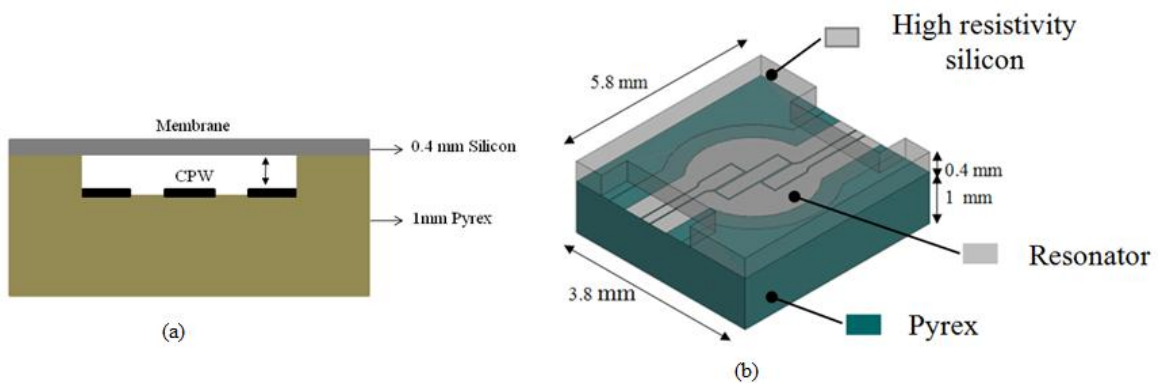 Membrane
CPW
0.4 mm Silicon
1mm Pyrex
(a)
High resistivity
silicon
5.8 mm
0.4 mm
1 mm
Resonator
3.8 mm
Pyrex
(b)